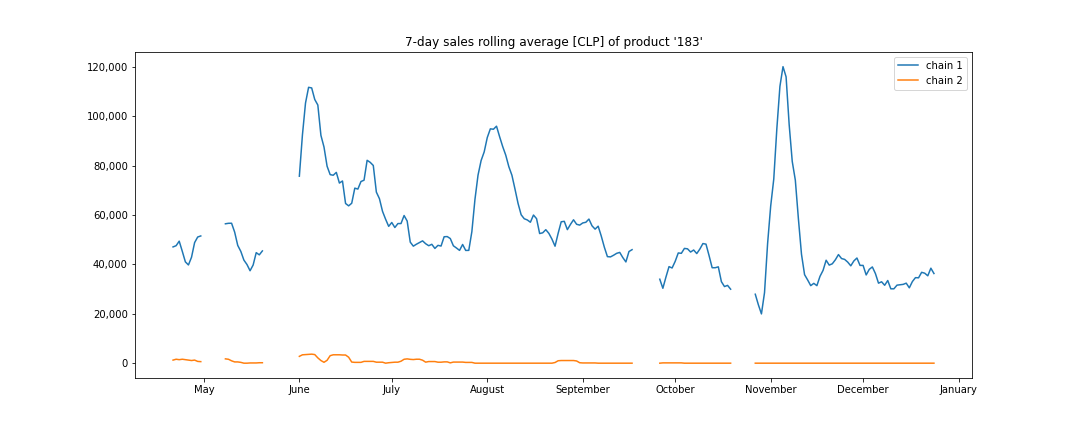 7-day sales rolling average [CLP] of product '183'
chain 1
chain 2
120,000
100,000
80,000
60,000
40,000
20,000
0
May
June
July
August
September
October
November
December
January